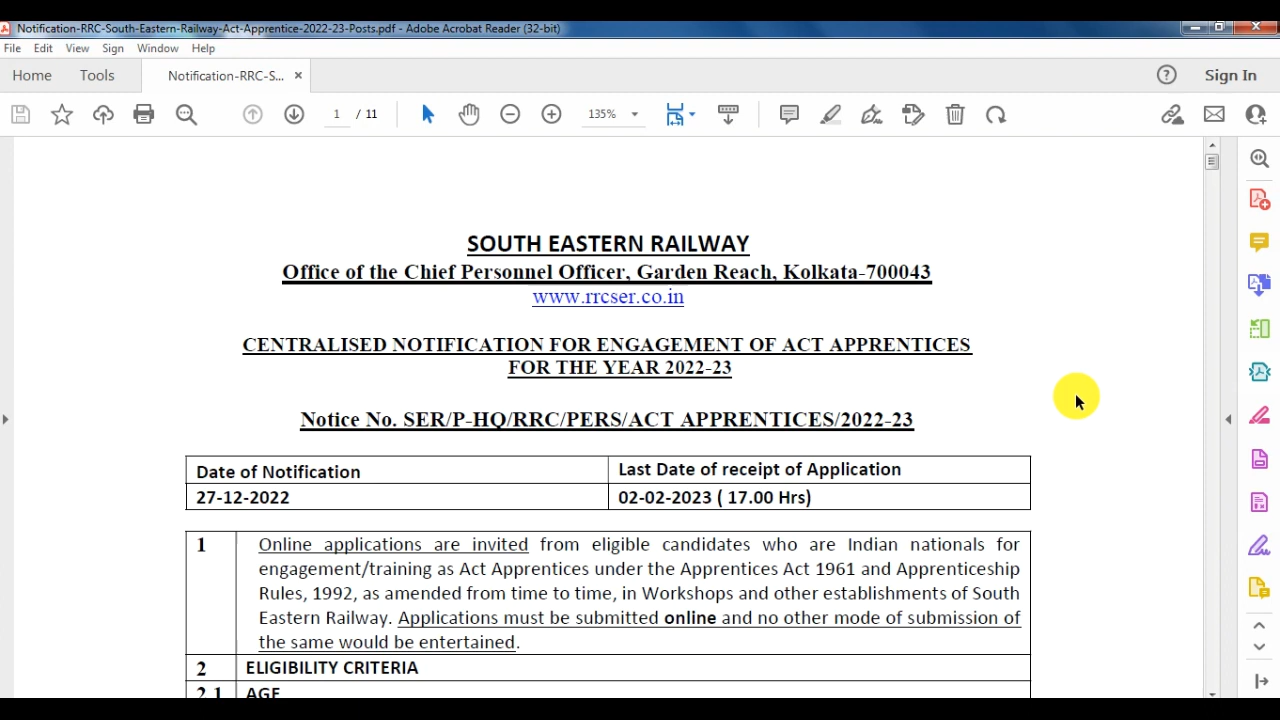 Notification-RRC-South-Eastern-Railway-Act-Apprentice-2022-23-Posts.pdf - Adobe Acrobat Reader (32-bit)
File Edit View Sign Window Help
Home Tools Notification-RRC-S... × Sign In
1 / 11 135%
SOUTH EASTERN RAILWAY
Office of the Chief Personnel Officer, Garden Reach, Kolkata-700043
www.rrcser.co.in
CENTRALISED NOTIFICATION FOR ENGAGEMENT OF ACT APPRENTICES
FOR THE YEAR 2022-23
Notice No. SER/P-HQ/RRC/PERS/ACT APPRENTICES/2022-23
Date of Notification Last Date of receipt of Application
27-12-2022 02-02-2023 ( 17.00 Hrs)
1 Online applications are invited from eligible candidates who are Indian nationals for
engagement/training as Act Apprentices under the Apprentices Act 1961 and Apprenticeship
Rules, 1992, as amended from time to time, in Workshops and other establishments of South
Eastern Railway. Applications must be submitted online and no other mode of submission of
the same would be entertained.
2 ELIGIBILITY CRITERIA
2.1 AGE